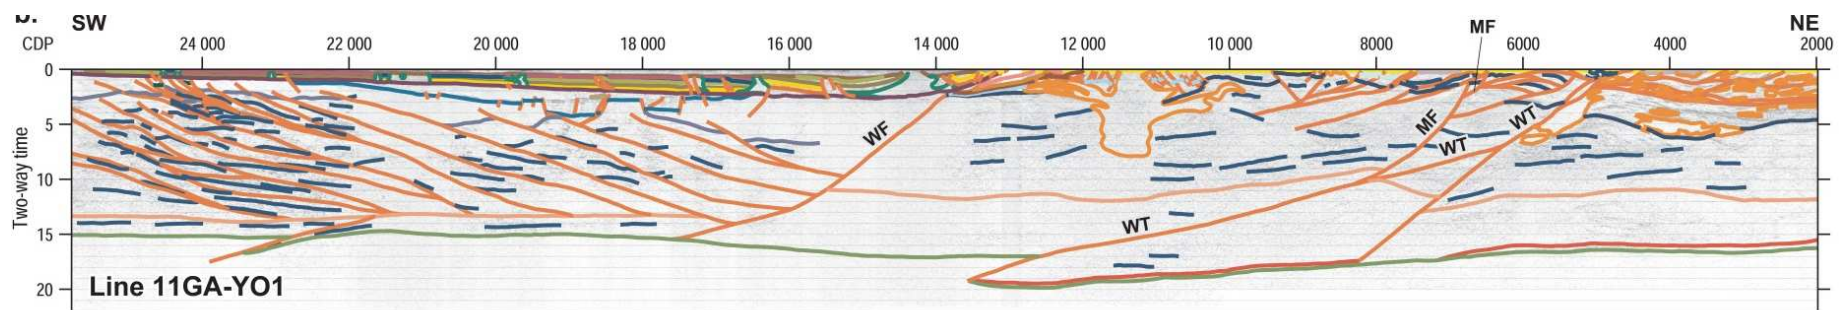 b.
SW
MF
NE
CDP
24 000
22 000
20 000
18 000
16 000
14 000
12 000
10 000
8000
6000
4000
2000
0
5
10
15
20
Two-way time
WF
MF
WT
WT
WT
Line 11GA-YO1